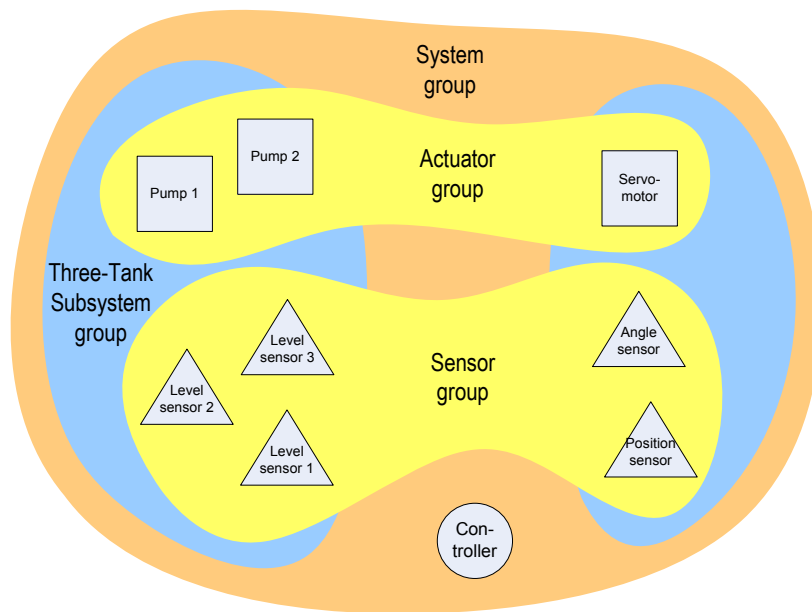 System
group
Pump 1
Pump 2
Actuator
group
Servo-
motor
Three-Tank
Subsystem
group
Level
sensor 3
Level
sensor 2
Level
sensor 1
Sensor
group
Angle
sensor
Position
sensor
Con-
troller